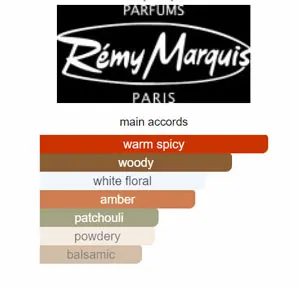 PARFUMS
Rémy Marquis
PARIS
main accords
warm spicy
woody
white floral
amber
patchouli
powdery
balsamic